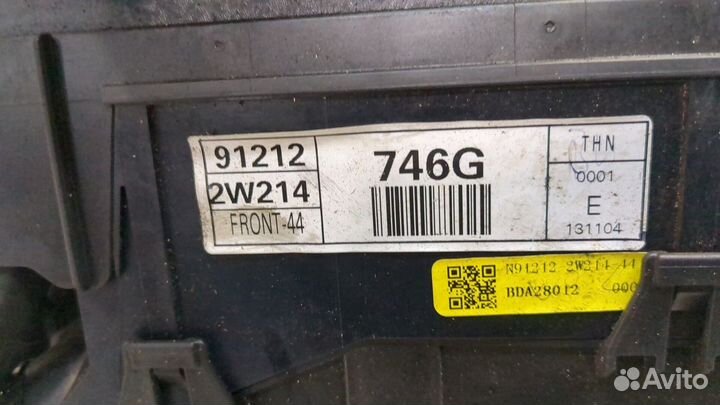 91212
2W214
FRONT-44
746G
THN
0001
E
131104
N91212 2W214 44
BDA28012 000
Avito